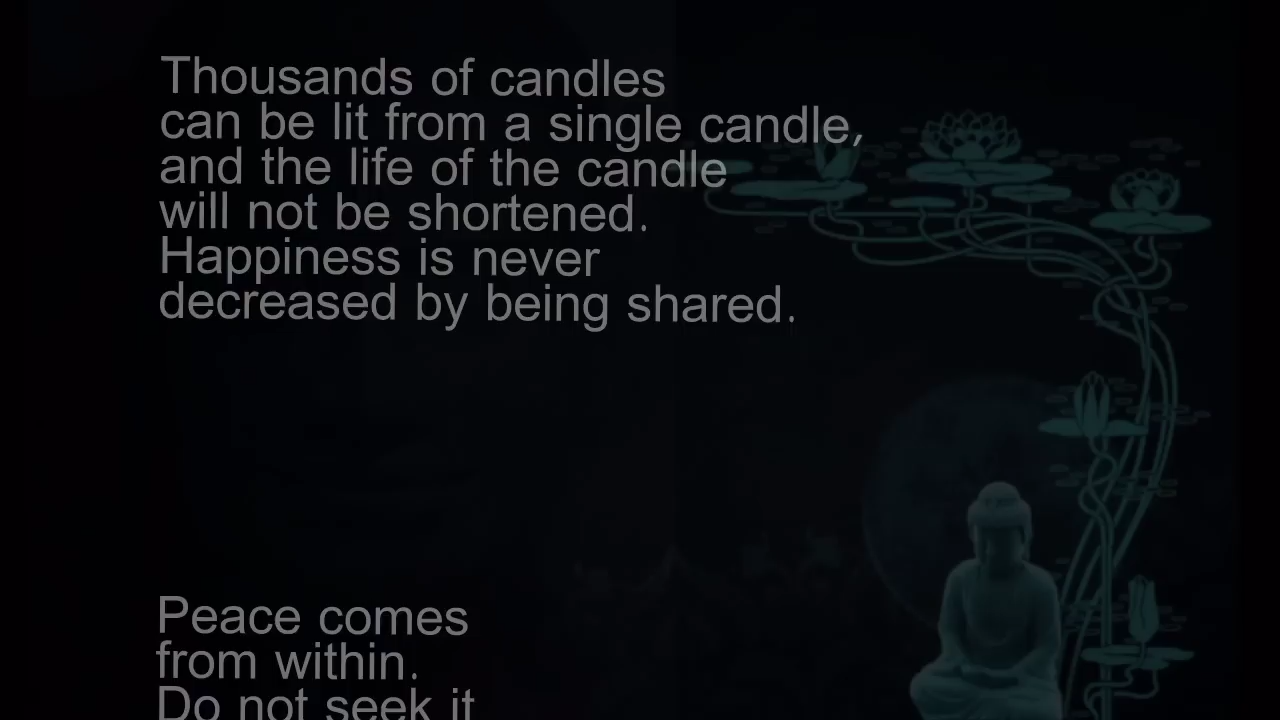 Thousands of candles
can be lit from a single candle,
and the life of the candle
will not be shortened.
Happiness is never
decreased by being shared.
Peace comes
from within.
Do not seek it